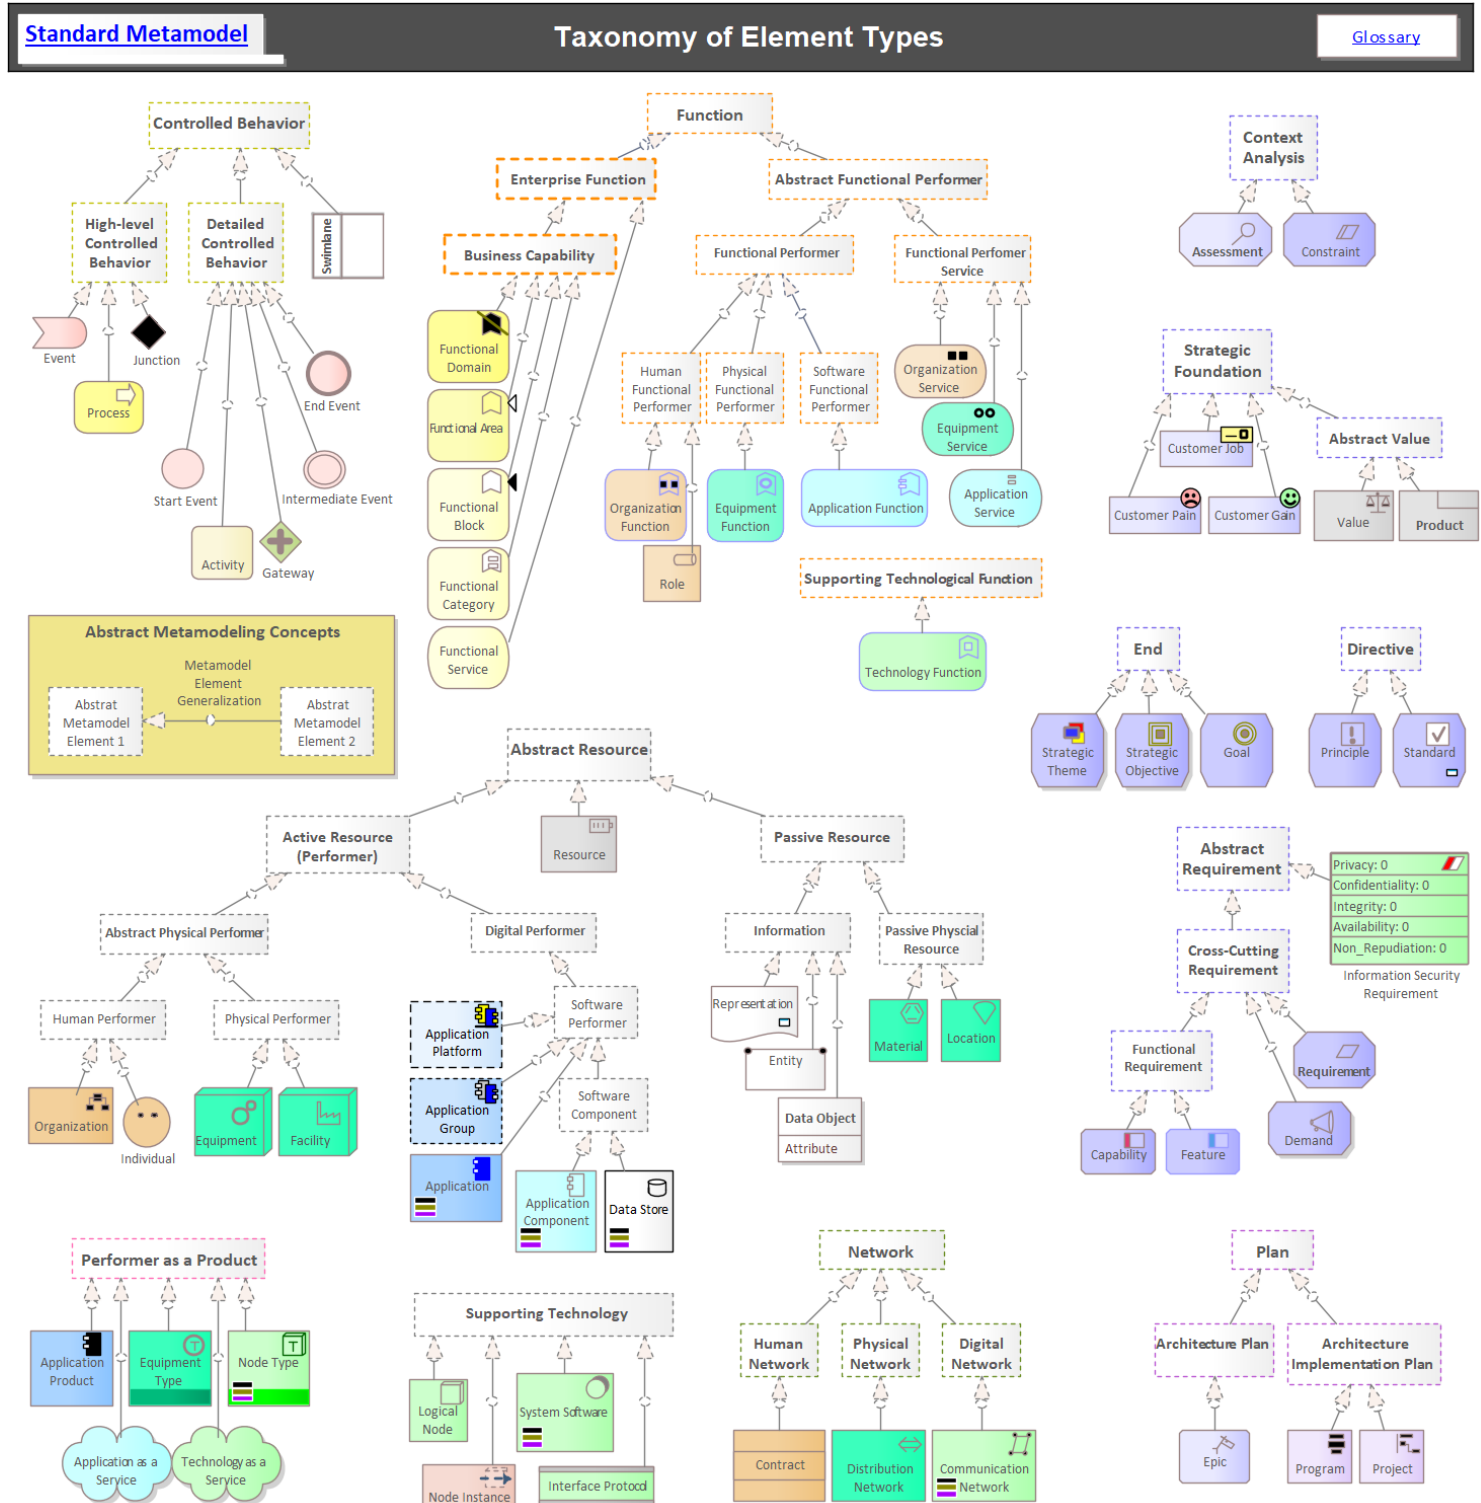 Standard Metamodel
Taxonomy of Element Types
Glossary
Controlled Behavior
High-level
Controlled
Behavior
Detailed
Controlled
Behavior
Swimlane
Event
Junction
Process
End Event
Start Event
Intermediate Event
Activity
Gateway
Function
Enterprise Function
Abstract Functional Performer
Business Capability
Functional Performer
Functional Perfomer
Service
Functional
Domain
Functional Area
Functional
Block
Functional
Category
Functional
Service
Human
Functional
Performer
Physical
Functional
Performer
Software
Functional
Performer
Organization
Service
Equipment
Service
Application
Service
Organization
Function
Equipment
Function
Application Function
Role
Supporting Technological Function
Technology Function
Context
Analysis
Assessment
Constraint
Strategic
Foundation
Customer Job
Abstract Value
Customer Pain
Customer Gain
Value
Product
Abstract Metamodeling Concepts
Metamodel
Element
Generalization
Abstrat
Metamodel
Element 1
Abstrat
Metamodel
Element 2
End
Directive
Strategic
Theme
Strategic
Objective
Goal
Principle
Standard
Abstract Resource
Active Resource
(Performer)
Resource
Passive Resource
Abstract Physical Performer
Digital Performer
Information
Passive Physcial
Resource
Human Performer
Physical Performer
Software
Performer
Application
Platform
Application
Group
Application
Software
Component
Application
Component
Data Store
Representation
Entity
Data Object
Attribute
Material
Location
Organization
Individual
Equipment
Facility
Abstract
Requirement
Privacy: 0
Confidentiality: 0
Integrity: 0
Availability: 0
Non_Repudiation: 0
Information Security
Requirement
Cross-Cutting
Requirement
Functional
Requirement
Requirement
Demand
Capability
Feature
Performer as a Product
Application
Product
Equipment
Type
T
Node Type
T
Application as a
Service
Technology as a
Service
Supporting Technology
Logical
Node
System Software
Node Instance
Interface Protocol
Network
Human
Network
Physical
Network
Digital
Network
Contract
Distribution
Network
Communication
Network
Plan
Architecture Plan
Architecture
Implementation Plan
Epic
Program
Project